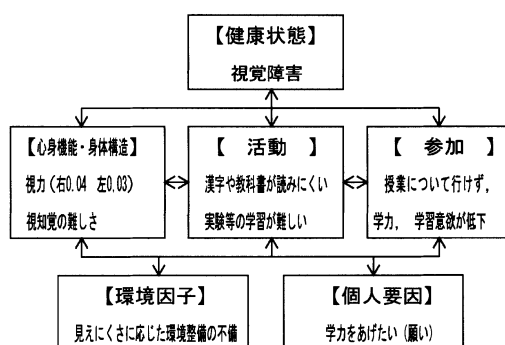 【健康状態】
視覚障害
【心身機能・身体構造】
視力（右0.04 左0.03）
視知覚の難しさ
【 活動 】
漢字や教科書が読みにくい
実験等の学習が難しい
【 参加 】
授業について行けず，
学力， 学習意欲が低下
【環境因子】
見えにくさに応じた環境整備の不備
【個人要因】
学力をあげたい（願い）